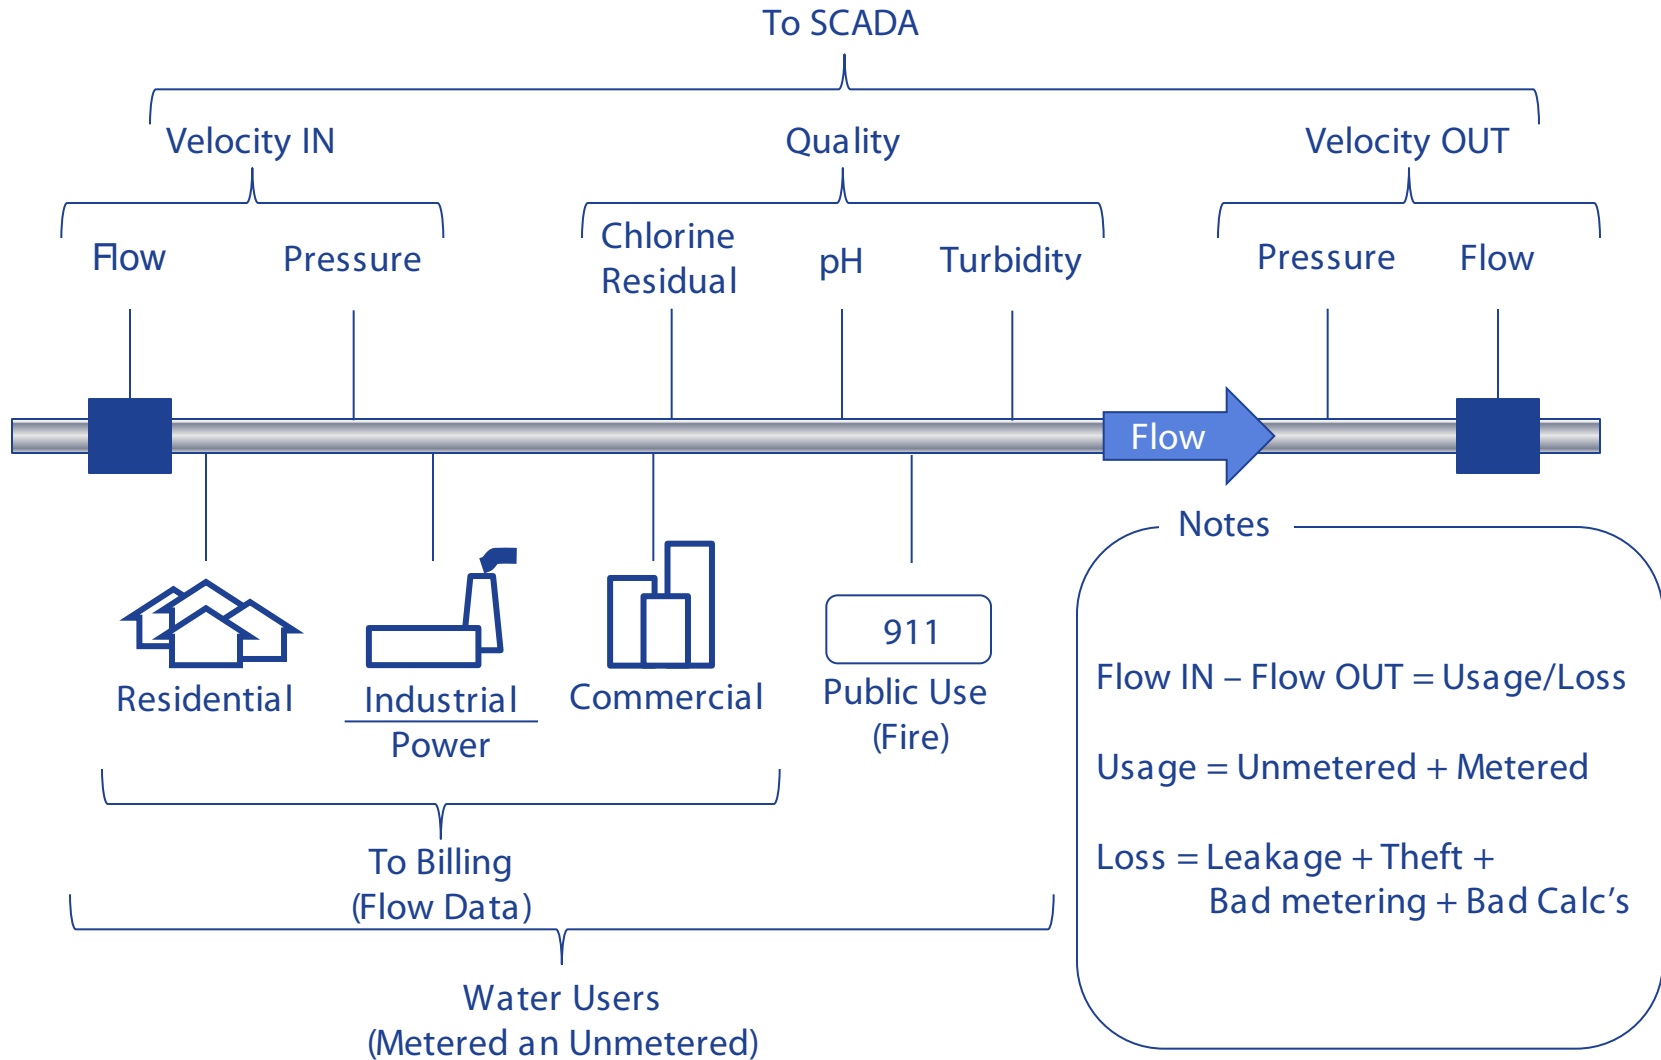 To SCADA
Velocity IN
Quality
Velocity OUT
Flow
Pressure
Chlorine
Residual
pH
Turbidity
Pressure
Flow
Flow
Residential
Industrial
Power
Commercial
911
Public Use
(Fire)
To Billing
(Flow Data)
Water Users
(Metered an Unmetered)
Notes
Flow IN – Flow OUT = Usage/Loss
Usage = Unmetered + Metered
Loss = Leakage + Theft +
Bad metering + Bad Calc's